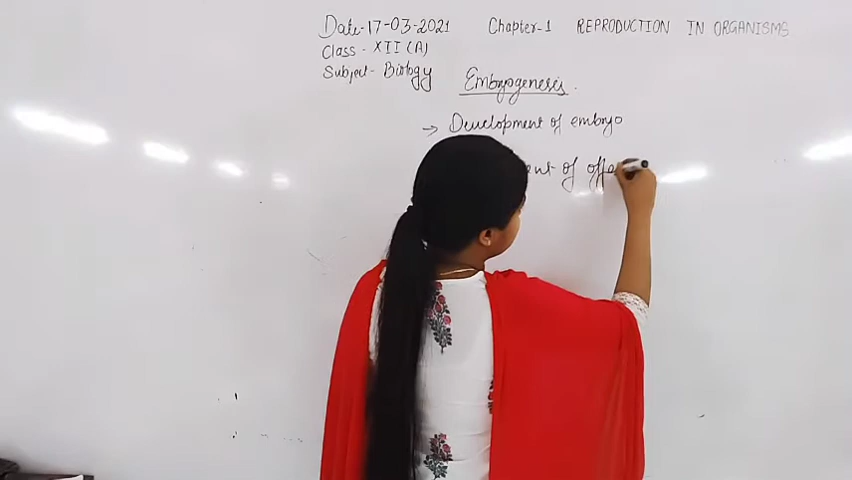 Date-17-03-2021 Chapter-1 REPRODUCTION IN ORGANISMS
Class - XII (A)
Subject- Biology
Embryogenesis.
→ Development of embryo
of